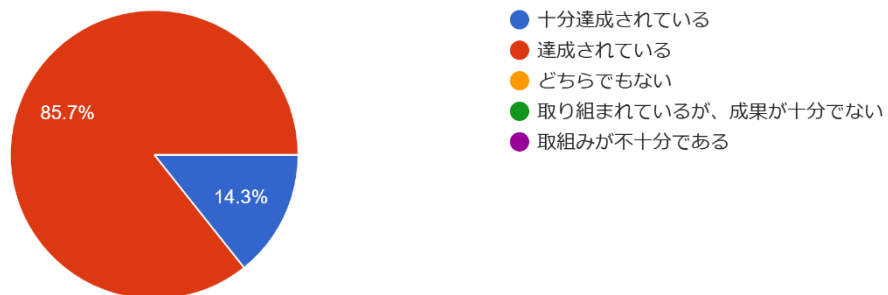 十分達成されている
達成されている
どちらでもない
取り組まれているが、成果が十分でない
取組みが不十分である
85.7%
14.3%